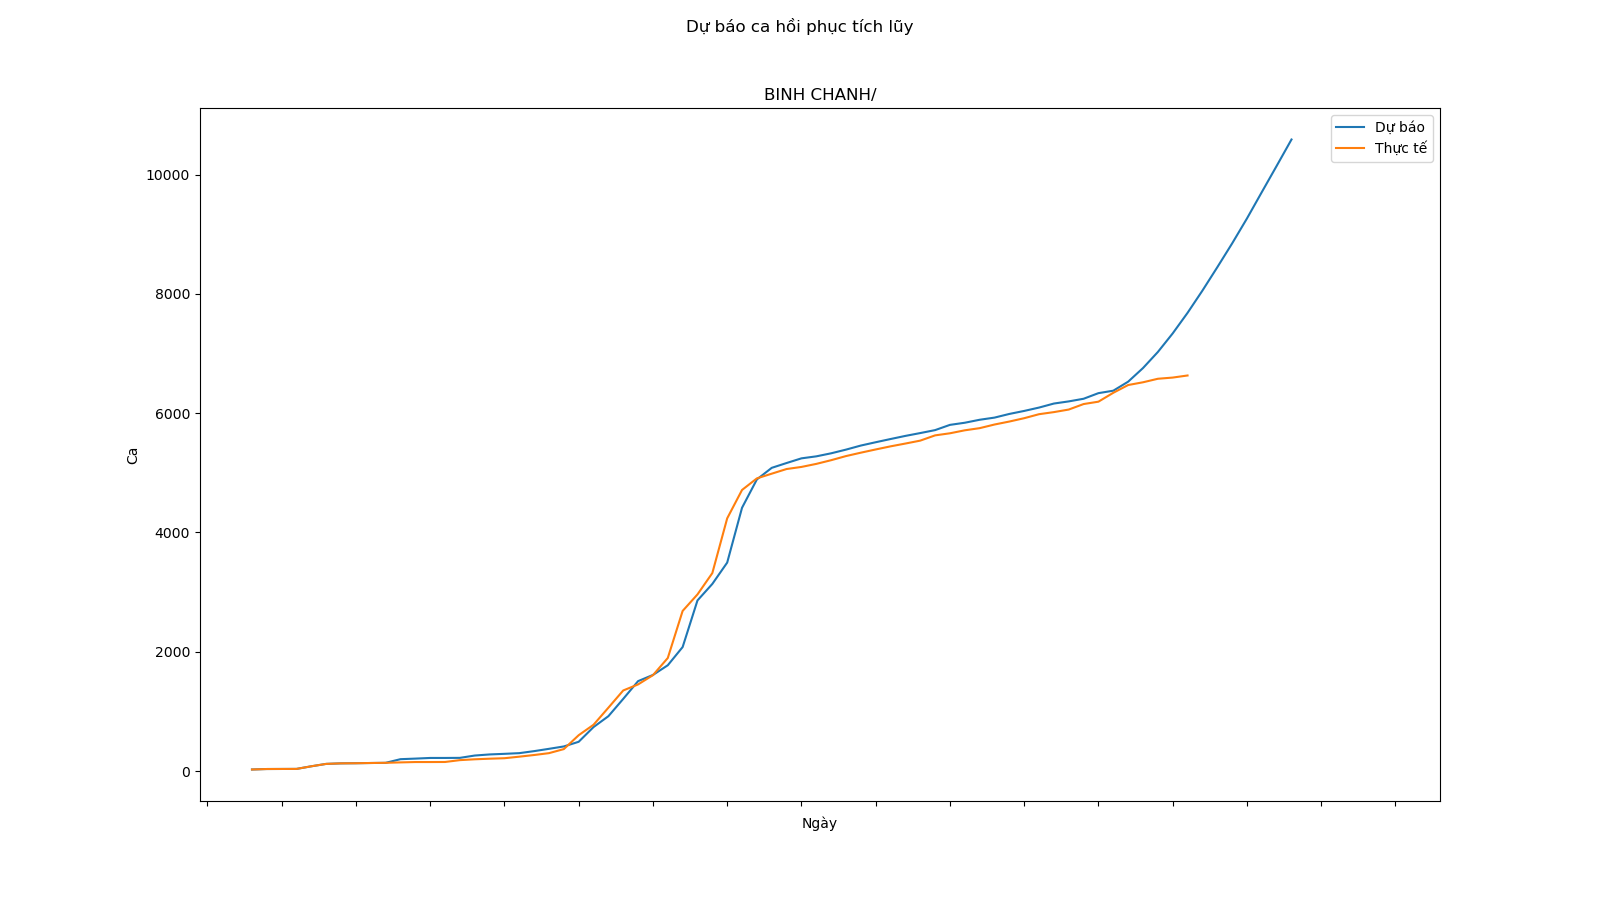 Dự báo ca hồi phục tích lũy
BINH CHANH/
Dự báo
Thực tế
10000
8000
6000
4000
2000
0
Ca
Ngày